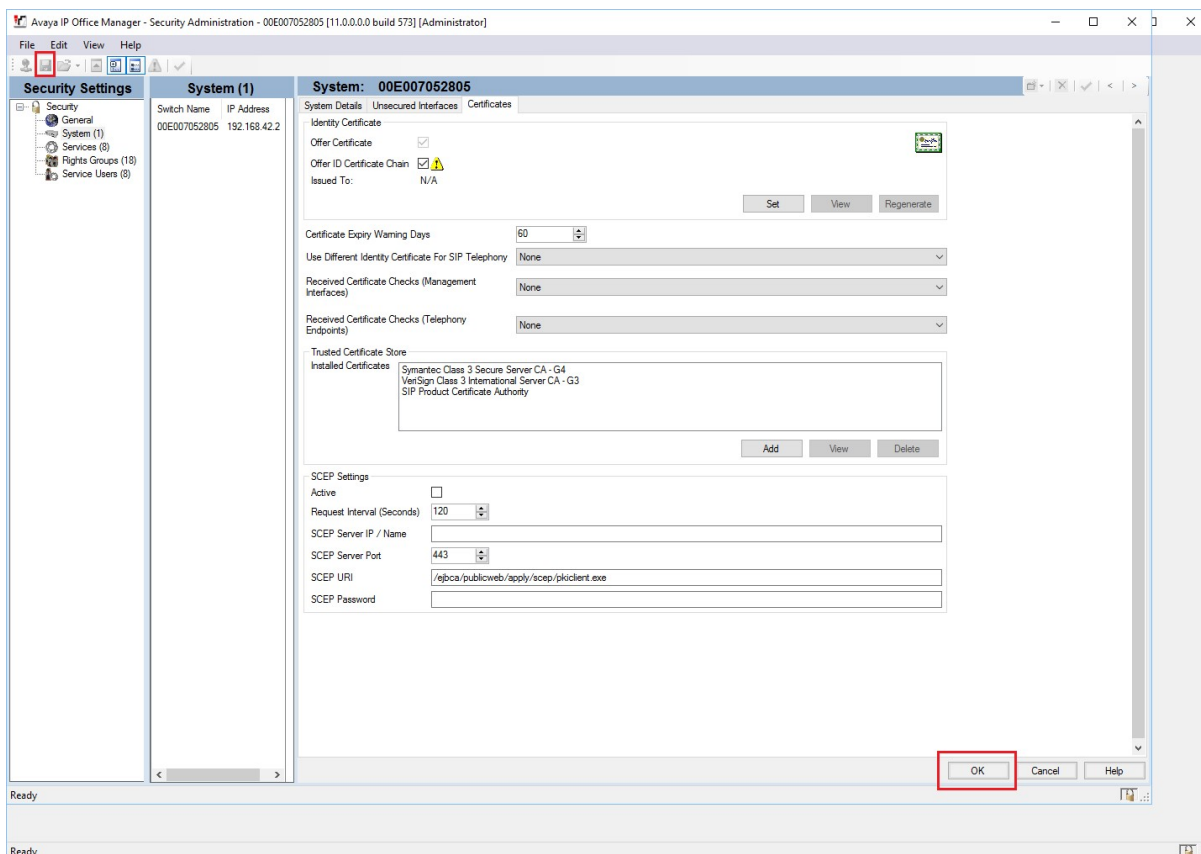 Avaya IP Office Manager - Security Administration - 00E007052805 [11.0.0.0.0 build 573] [Administrator]
File Edit View Help
Security Settings
Security
General
System (1)
Services (8)
Rights Groups (18)
Service Users (8)
System (1)
Switch Name IP Address
00E007052805 192.168.42.2
System: 00E007052805
System Details Unsecured Interfaces Certificates
Identity Certificate
Offer Certificate
Offer ID Certificate Chain
Issued To: N/A
Set View Regenerate
Certificate Expiry Warning Days 60
Use Different Identity Certificate For SIP Telephony None
Received Certificate Checks (Management
Interfaces) None
Received Certificate Checks (Telephony
Endpoints) None
Trusted Certificate Store
Installed Certificates
Symantec Class 3 Secure Server CA - G4
VeriSign Class 3 International Server CA - G3
SIP Product Certificate Authority
Add View Delete
SCEP Settings
Active
Request Interval (Seconds) 120
SCEP Server IP / Name
SCEP Server Port 443
SCEP URI /ejbca/publicweb/apply/scep/pkiclient.exe
SCEP Password
OK Cancel Help
Ready
Ready